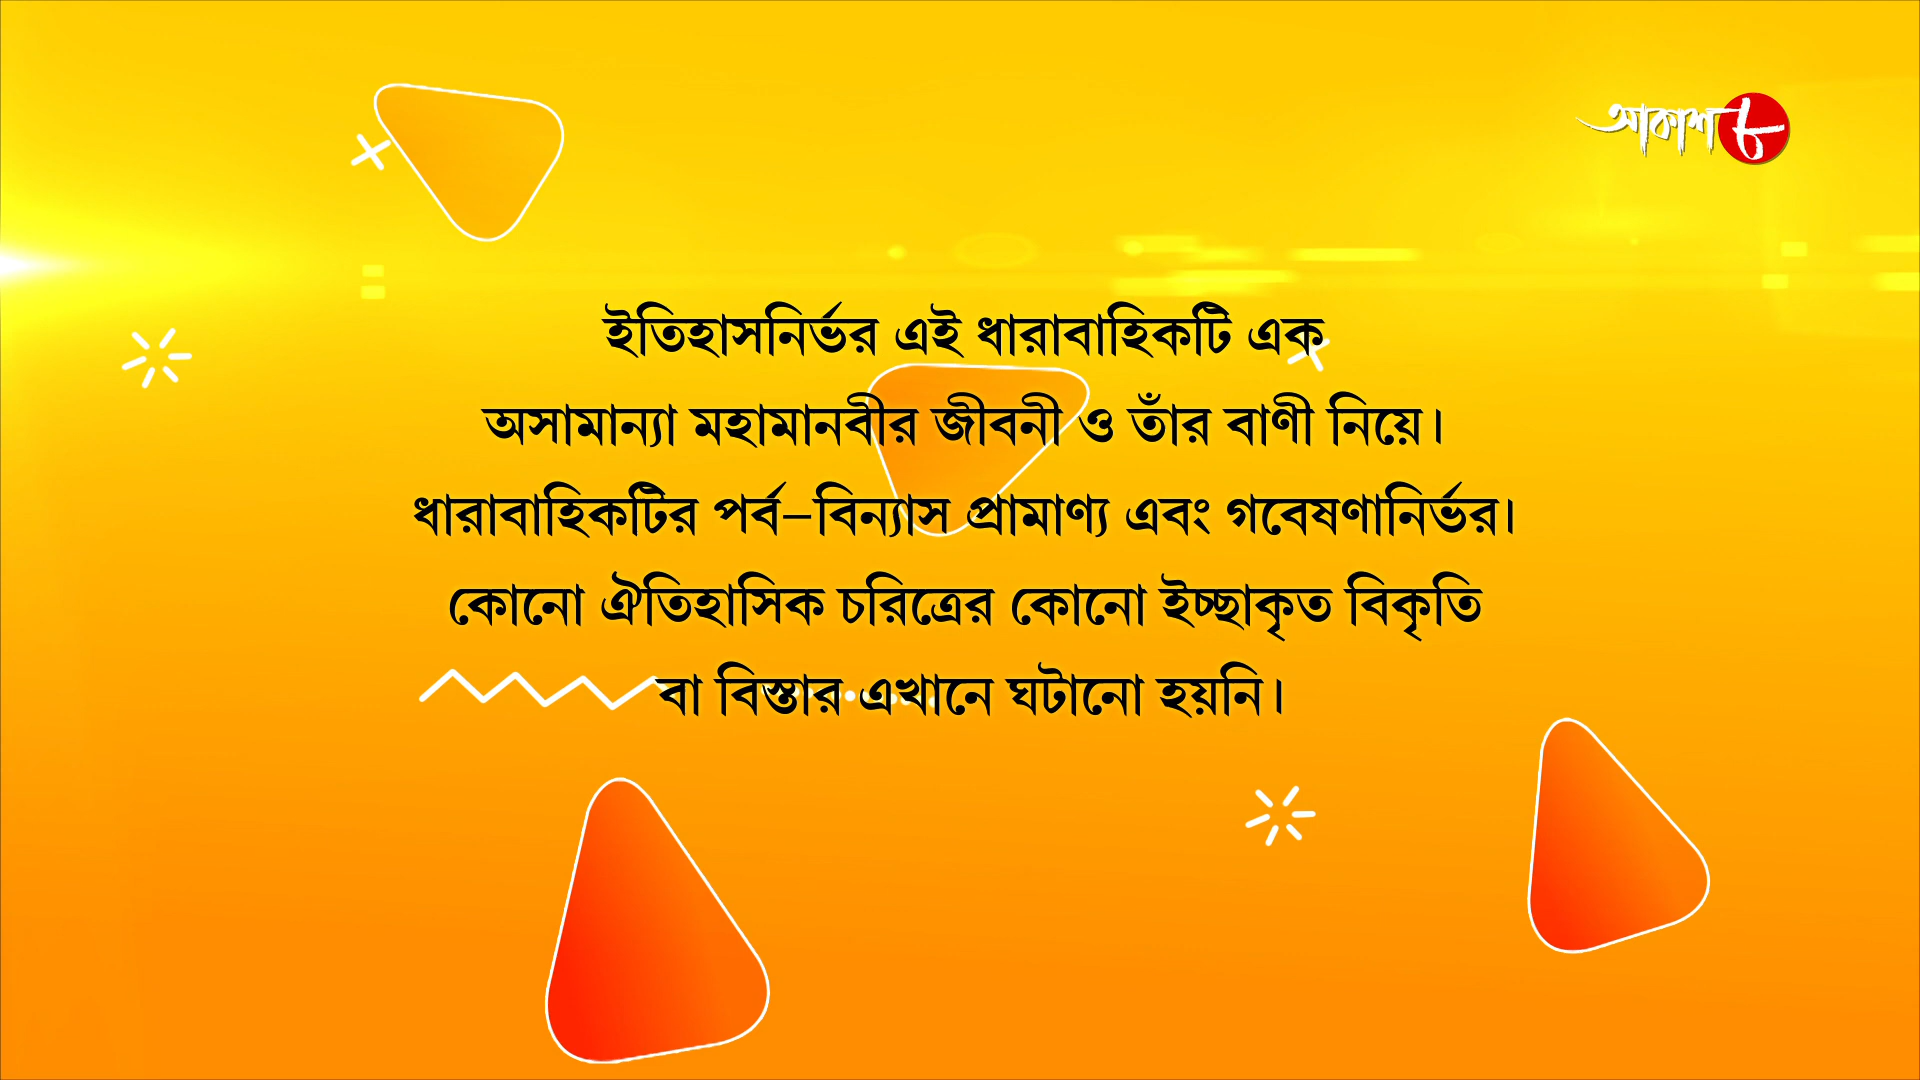 আকাশ ৮
ইতিহাসনির্ভর এই ধারাবাহিকটি এক
অসামান্যা মহামানবীর জীবনী ও তাঁর বাণী নিয়ে।
ধারাবাহিকটির পর্ব–বিন্যাস প্রামাণ্য এবং গবেষণানির্ভর।
কোনো ঐতিহাসিক চরিত্রের কোনো ইচ্ছাকৃত বিকৃতি
বা বিস্তার এখানে ঘটানো হয়নি।